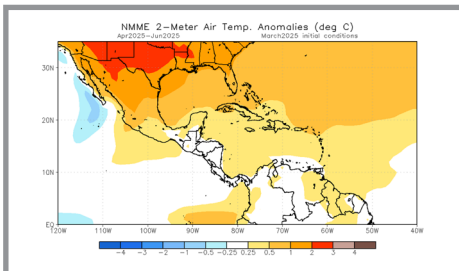 NMME 2-Meter Air Temp. Anomalies (deg C)
Apr2025-Jun2025 March2025 initial conditions
30N
20N
10N
EQ
120W 110W 100W 90W 80W 70W 60W 50W 40W
-4 -3 -2 -1 -0.5 -0.25 0.25 0.5 1 2 3 4